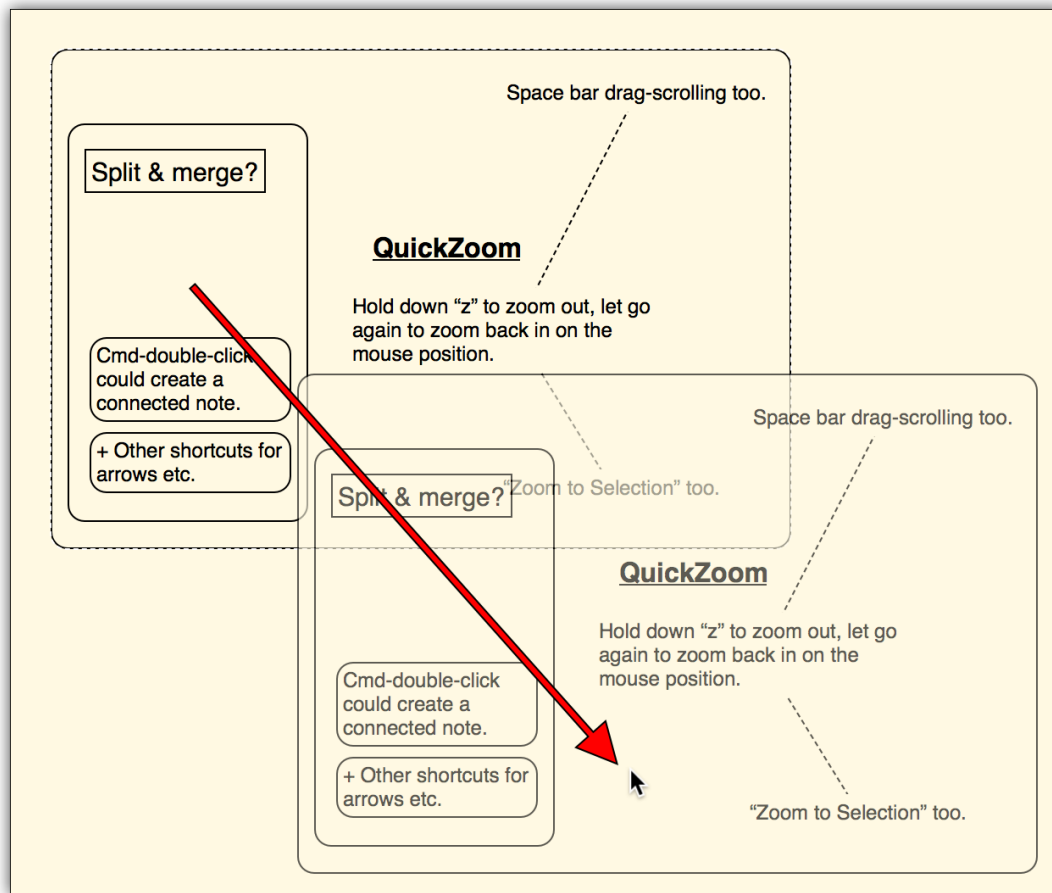 Space bar drag-scrolling too.
Split & merge?
QuickZoom
Hold down “z” to zoom out, let go
again to zoom back in on the
mouse position.
Cmd-double-click
could create a
connected note.
+ Other shortcuts for
arrows etc.
“Zoom to Selection” too.
Space bar drag-scrolling too.
Split & merge?
QuickZoom
Hold down “z” to zoom out, let go
again to zoom back in on the
mouse position.
Cmd-double-click
could create a
connected note.
+ Other shortcuts for
arrows etc.
“Zoom to Selection” too.